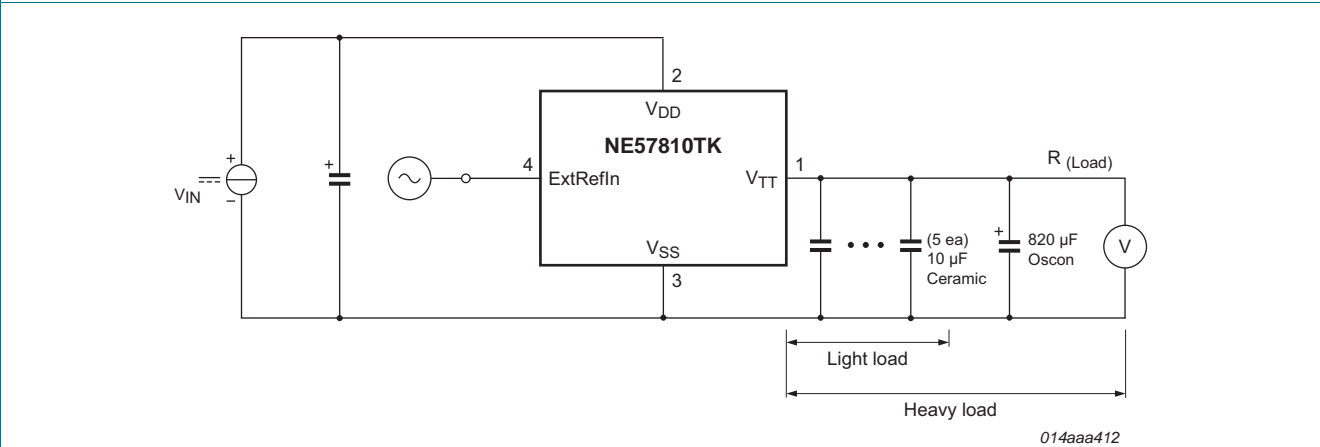 2
V_DD
NE57810TK
+
V_IN
−
+
4
ExtRefIn
V_TT
1
R (Load)
V_SS
3
(5 ea)
10 µF
Ceramic
+
820 µF
Oscon
V
Light load
Heavy load
014aaa412